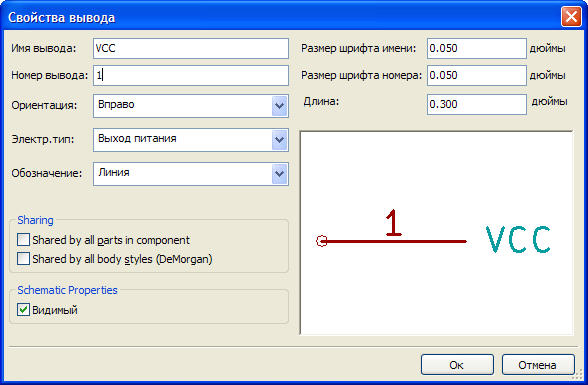 Свойства вывода
Имя вывода: VCC
Номер вывода: 1
Ориентация: Вправо
Электр.тип: Выход питания
Обозначение: Линия
Размер шрифта имени: 0.050 дюймы
Размер шрифта номера: 0.050 дюймы
Длина: 0.300 дюймы
Sharing
Shared by all parts in component
Shared by all body styles (DeMorgan)
Schematic Properties
Видимый
1
VCC
Ок Отмена